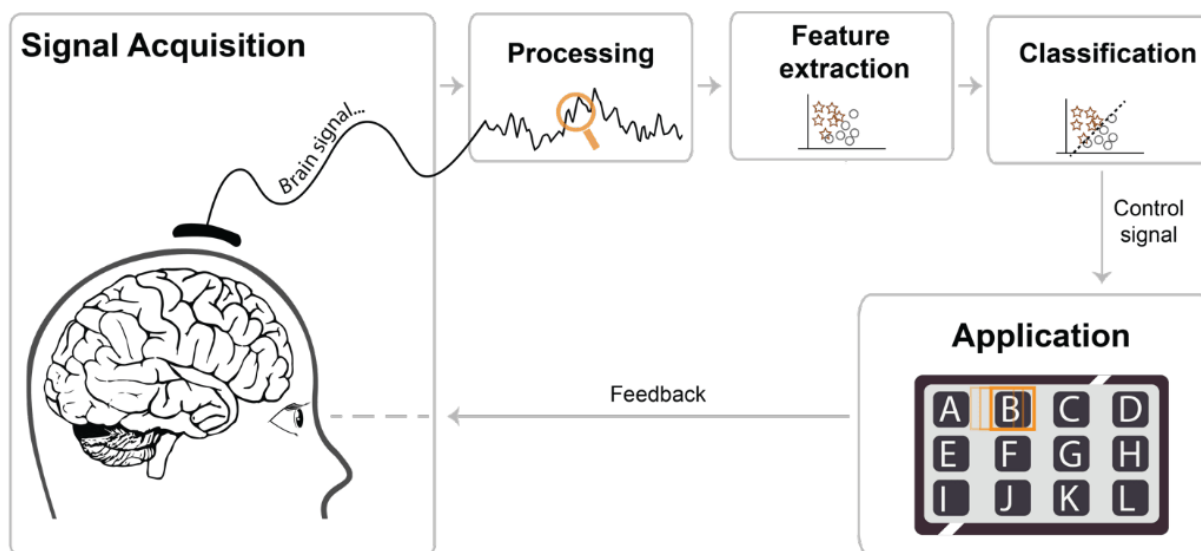 Signal Acquisition
Brain signal...
Processing
Feature
extraction
Classification
Control
signal
Application
A B C D
E F G H
I J K L
Feedback